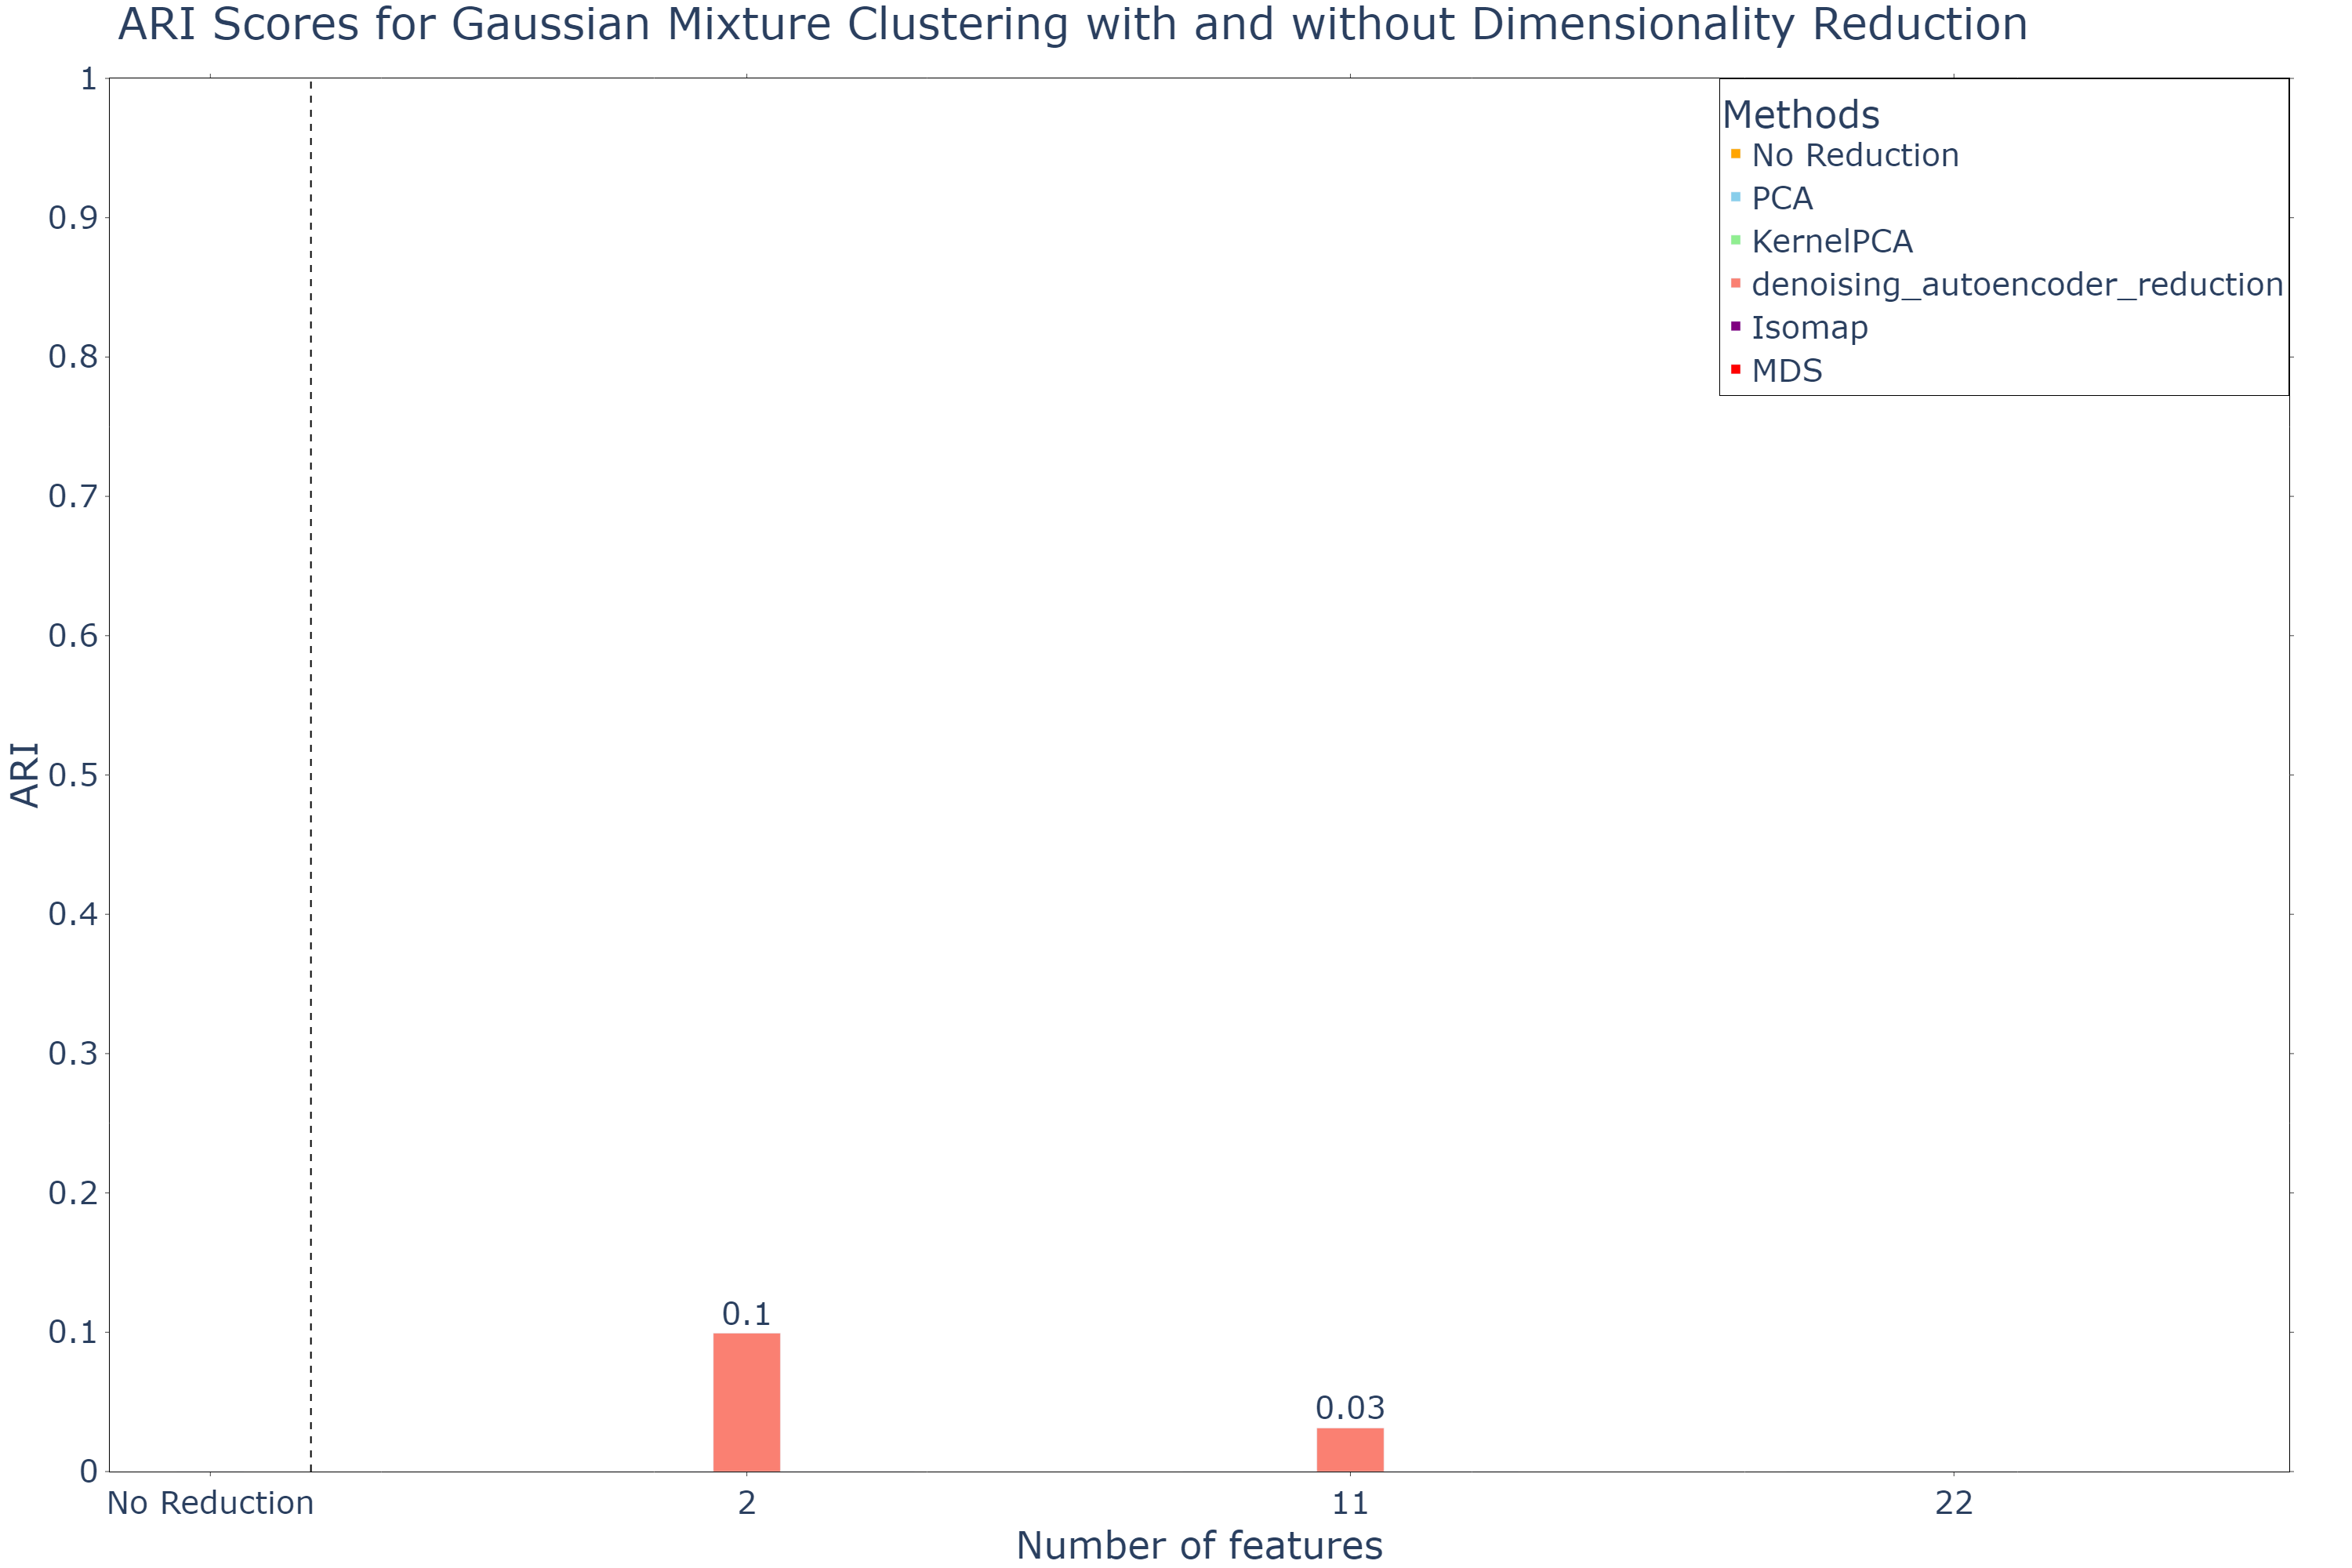 ARI Scores for Gaussian Mixture Clustering with and without Dimensionality Reduction
Methods
No Reduction
PCA
KernelPCA
denoising_autoencoder_reduction
Isomap
MDS
ARI
1
0.9
0.8
0.7
0.6
0.5
0.4
0.3
0.2
0.1
0
0.1
0.03
No Reduction
2
11
22
Number of features